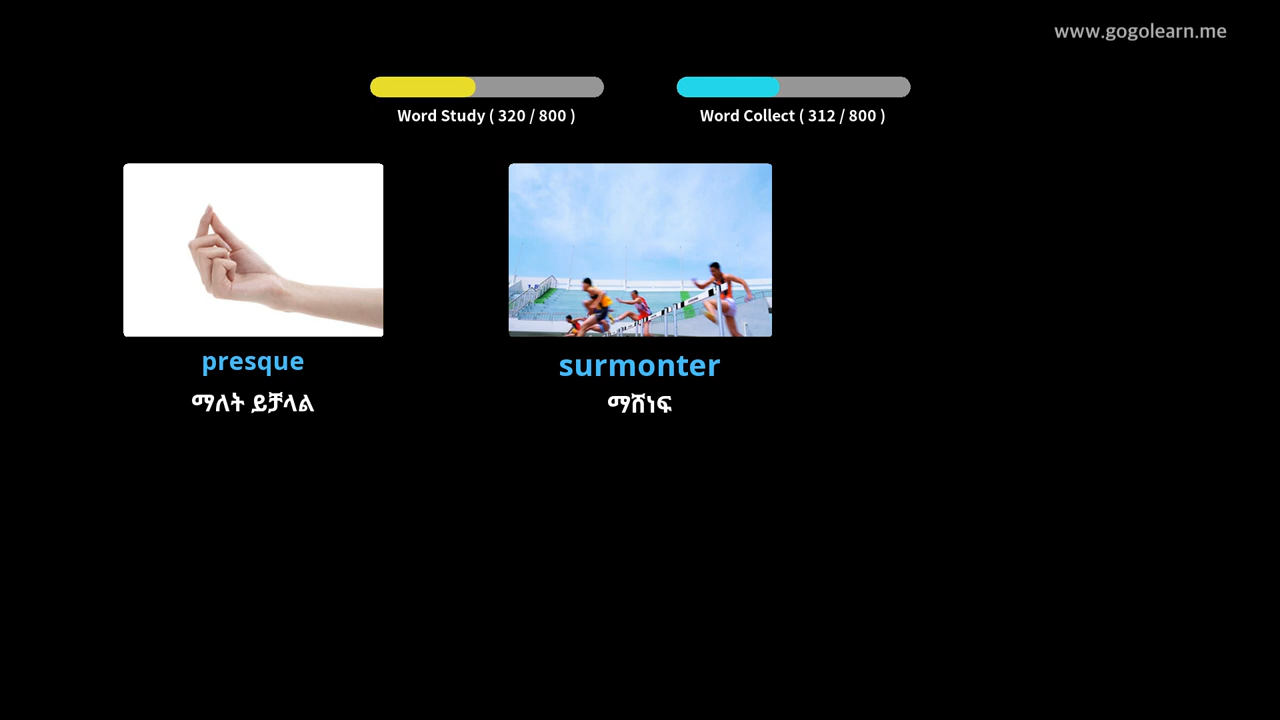 www.gogolearn.me
Word Study ( 320 / 800 )
Word Collect ( 312 / 800 )
presque
ማለት ይቻላል
surmonter
ማሸነፍ